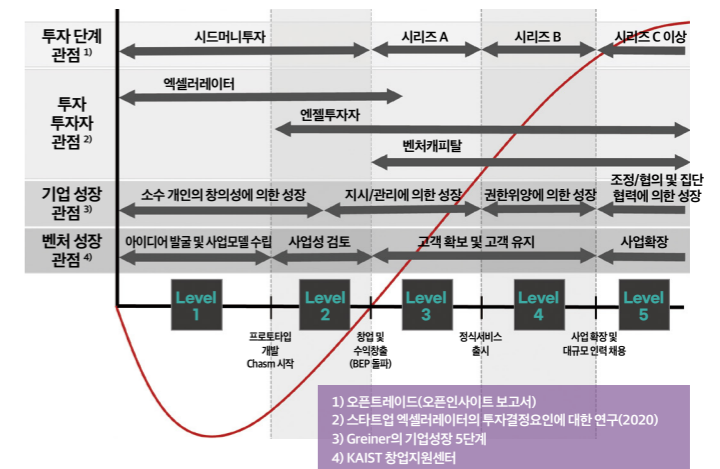 투자 단계
관점 1)
시드머니투자
시리즈 A
시리즈 B
시리즈 C 이상
투자
투자자
관점 2)
엑셀러레이터
엔젤투자자
벤처캐피탈
기업 성장
관점 3)
소수 개인의 창의성에 의한 성장
지시/관리에 의한 성장
권한위양에 의한 성장
조정/협의 및 집단
협력에 의한 성장
벤처 성장
관점 4)
아이디어 발굴 및 사업모델 수립
사업성 검토
고객 확보 및 고객 유지
사업확장
Level
1
Level
2
Level
3
Level
4
Level
5
프로토타입
개발
Chasm 시작
창업 및
수익창출
(BEP 돌파)
정식서비스
출시
사업 확장 및
대규모 인력 채용
1) 오픈트레이드(오픈인사이트 보고서)
2) 스타트업 엑셀러레이터의 투자결정요인에 대한 연구(2020)
3) Greiner의 기업성장 5단계
4) KAIST 창업지원센터